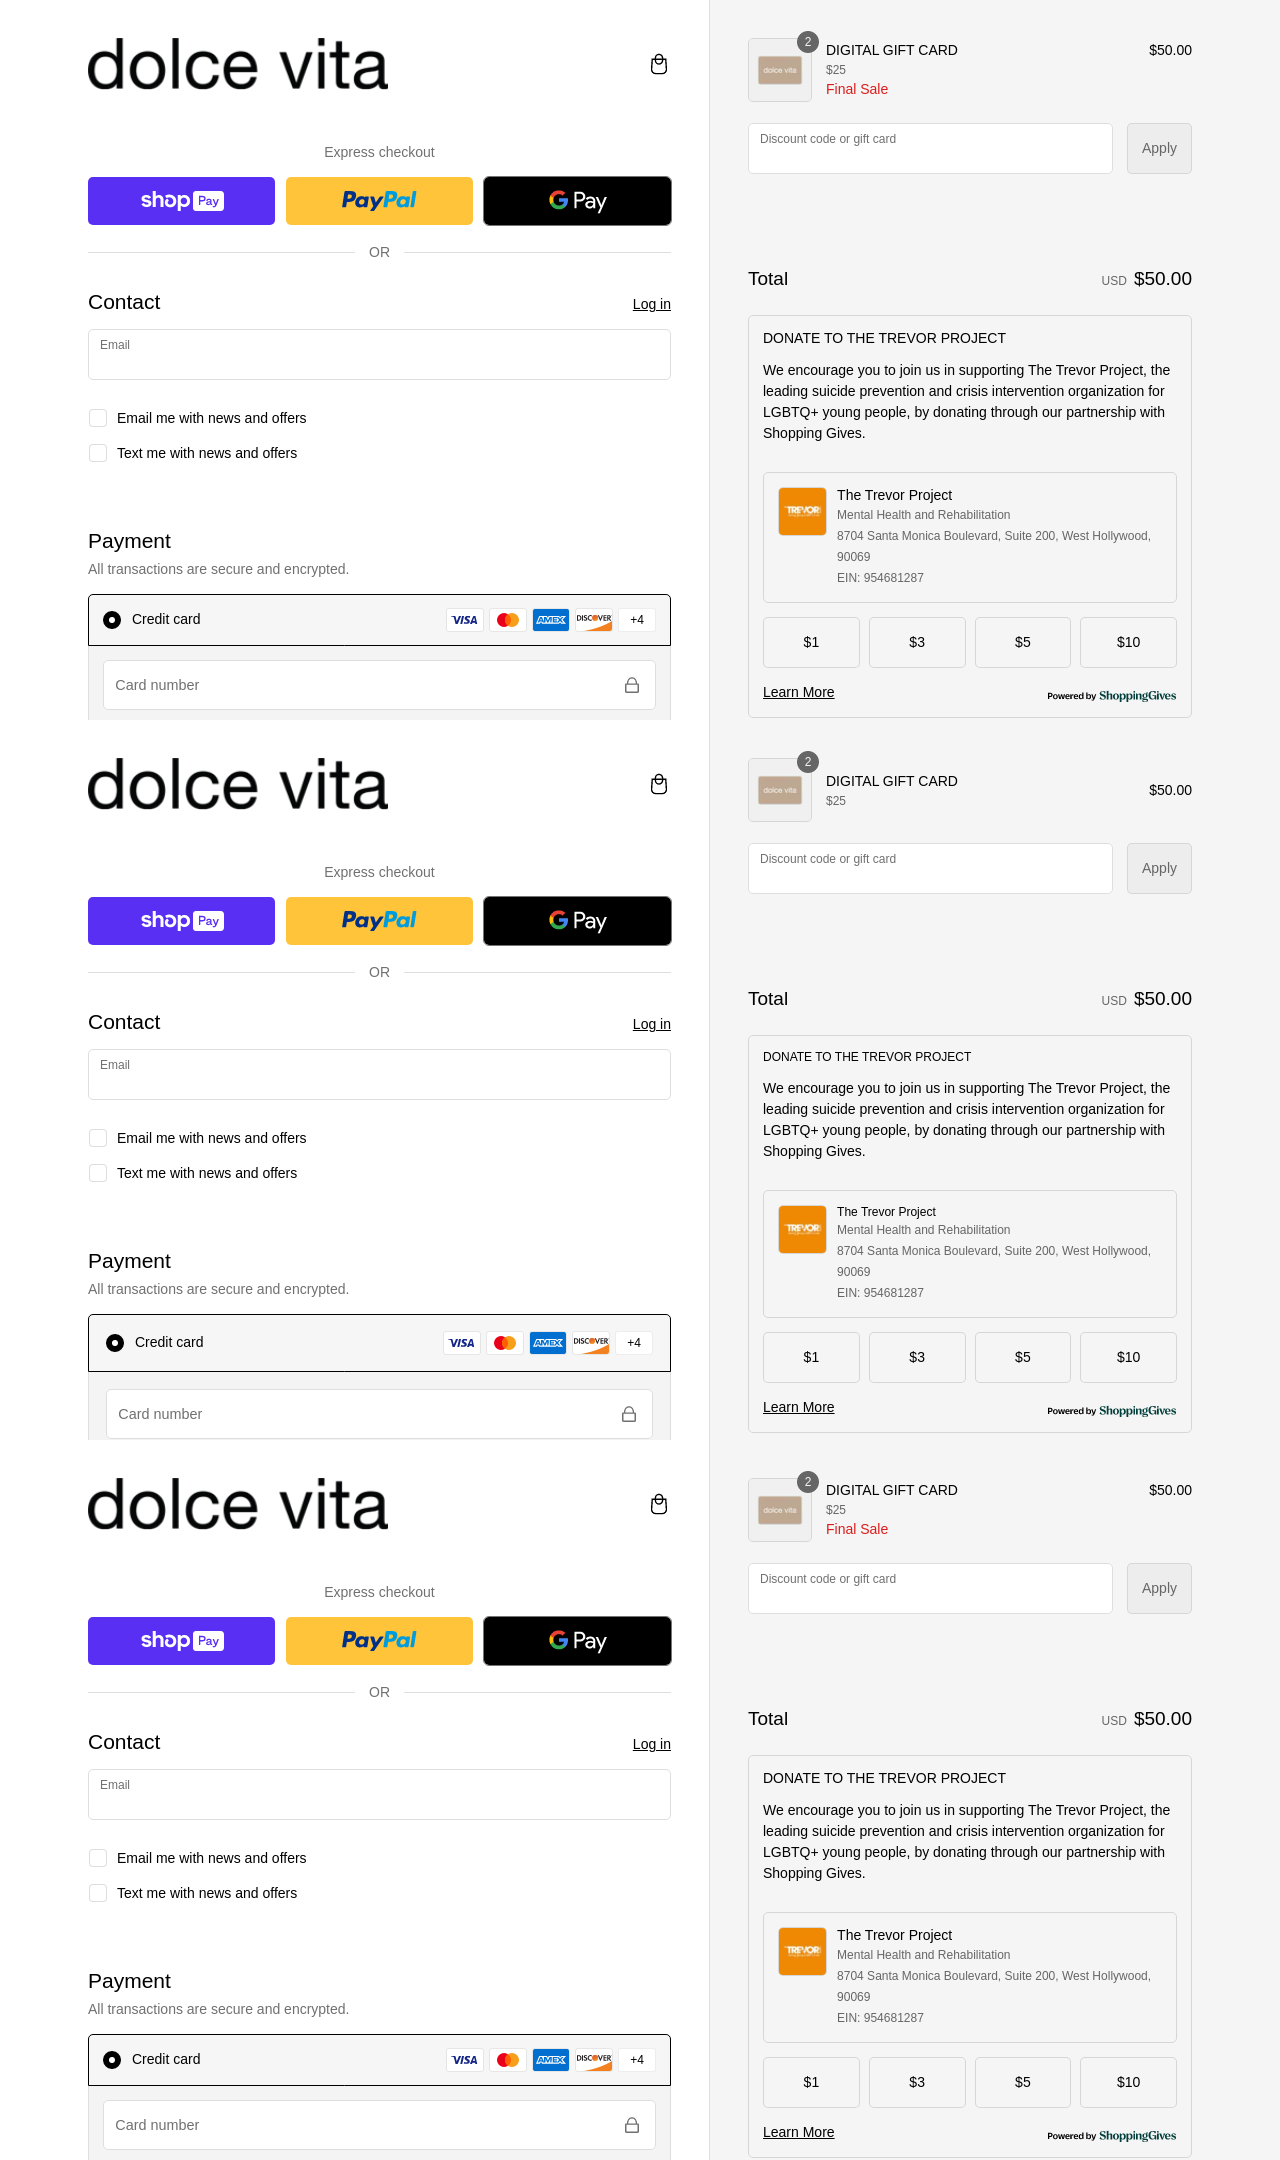 dolce vita
Express checkout
shop Pay
PayPal
G Pay
OR
Contact
Log in
Email
Email me with news and offers
Text me with news and offers
Payment
All transactions are secure and encrypted.
Credit card
VISA
AMEX
DISCOVER
+4
Card number
2
dolce vita
DIGITAL GIFT CARD
$50.00
$25
Final Sale
Discount code or gift card
Apply
Total
USD $50.00
DONATE TO THE TREVOR PROJECT
We encourage you to join us in supporting The Trevor Project, the
leading suicide prevention and crisis intervention organization for
LGBTQ+ young people, by donating through our partnership with
Shopping Gives.
TREVOR
The Trevor Project
Mental Health and Rehabilitation
8704 Santa Monica Boulevard, Suite 200, West Hollywood,
90069
EIN: 954681287
$1
$3
$5
$10
Learn More
Powered by ShoppingGives
dolce vita
Express checkout
shop Pay
PayPal
G Pay
OR
Contact
Log in
Email
Email me with news and offers
Text me with news and offers
Payment
All transactions are secure and encrypted.
Credit card
VISA
AMEX
DISCOVER
+4
Card number
2
dolce vita
DIGITAL GIFT CARD
$50.00
$25
Discount code or gift card
Apply
Total
USD $50.00
DONATE TO THE TREVOR PROJECT
We encourage you to join us in supporting The Trevor Project, the
leading suicide prevention and crisis intervention organization for
LGBTQ+ young people, by donating through our partnership with
Shopping Gives.
TREVOR
The Trevor Project
Mental Health and Rehabilitation
8704 Santa Monica Boulevard, Suite 200, West Hollywood,
90069
EIN: 954681287
$1
$3
$5
$10
Learn More
Powered by ShoppingGives
dolce vita
Express checkout
shop Pay
PayPal
G Pay
OR
Contact
Log in
Email
Email me with news and offers
Text me with news and offers
Payment
All transactions are secure and encrypted.
Credit card
VISA
AMEX
DISCOVER
+4
Card number
2
dolce vita
DIGITAL GIFT CARD
$50.00
$25
Final Sale
Discount code or gift card
Apply
Total
USD $50.00
DONATE TO THE TREVOR PROJECT
We encourage you to join us in supporting The Trevor Project, the
leading suicide prevention and crisis intervention organization for
LGBTQ+ young people, by donating through our partnership with
Shopping Gives.
TREVOR
The Trevor Project
Mental Health and Rehabilitation
8704 Santa Monica Boulevard, Suite 200, West Hollywood,
90069
EIN: 954681287
$1
$3
$5
$10
Learn More
Powered by ShoppingGives